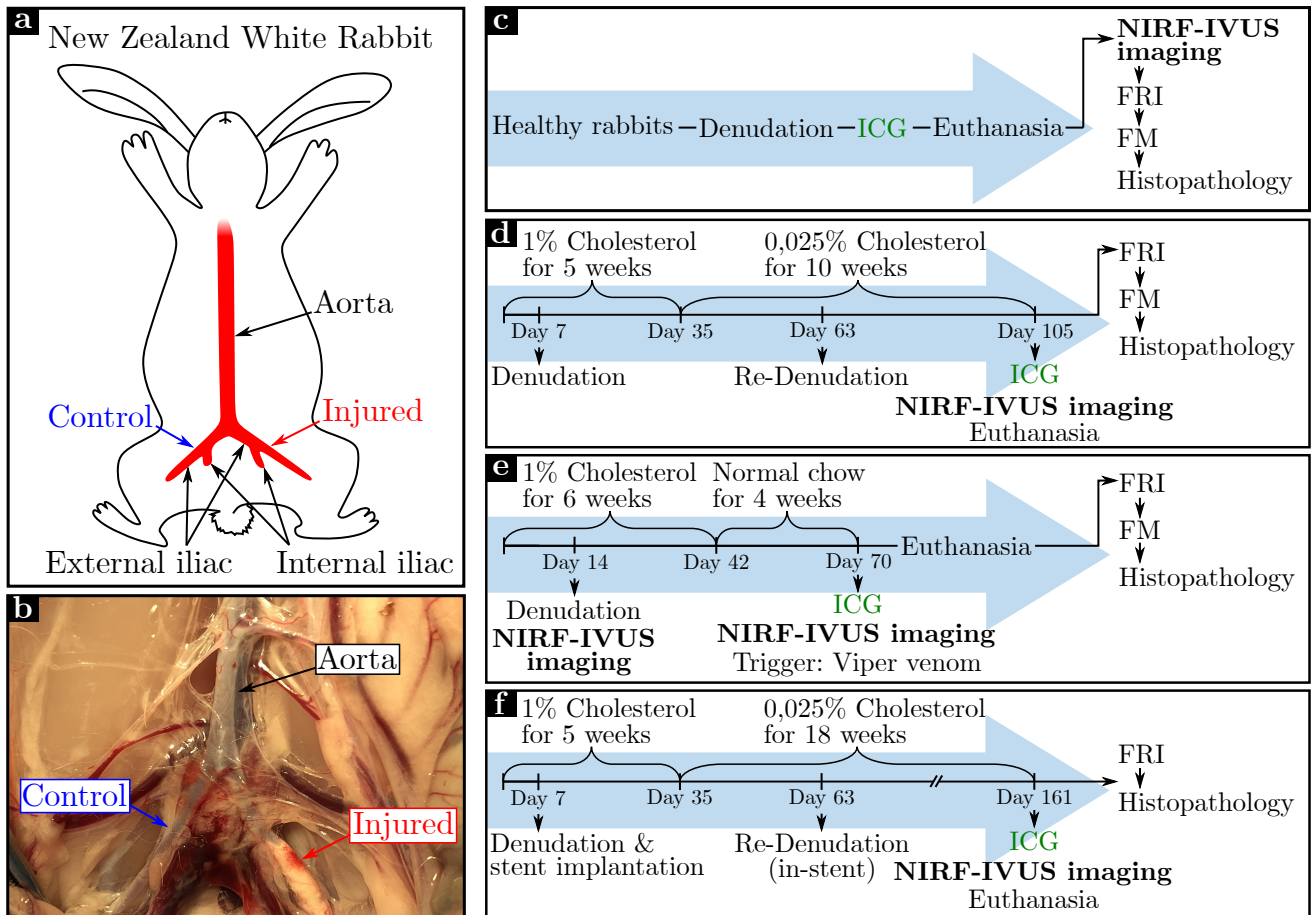 a
New Zealand White Rabbit
Aorta
Control
Injured
External iliac
Internal iliac
b
Aorta
Control
Injured
c
Healthy rabbits
Denudation
ICG
Euthanasia
NIRF-IVUS
imaging
FRI
FM
Histopathology
d
1% Cholesterol
for 5 weeks
0,025% Cholesterol
for 10 weeks
Day 7
Day 35
Day 63
Day 105
Denudation
Re-Denudation
ICG
NIRF-IVUS imaging
Euthanasia
FRI
FM
Histopathology
e
1% Cholesterol
for 6 weeks
Normal chow
for 4 weeks
Euthanasia
Day 14
Day 42
Day 70
Denudation
NIRF-IVUS
imaging
ICG
NIRF-IVUS imaging
Trigger: Viper venom
FRI
FM
Histopathology
f
1% Cholesterol
for 5 weeks
0,025% Cholesterol
for 18 weeks
Day 7
Day 35
Day 63
Day 161
Denudation &
stent implantation
Re-Denudation
(in-stent)
ICG
NIRF-IVUS imaging
Euthanasia
FRI
Histopathology